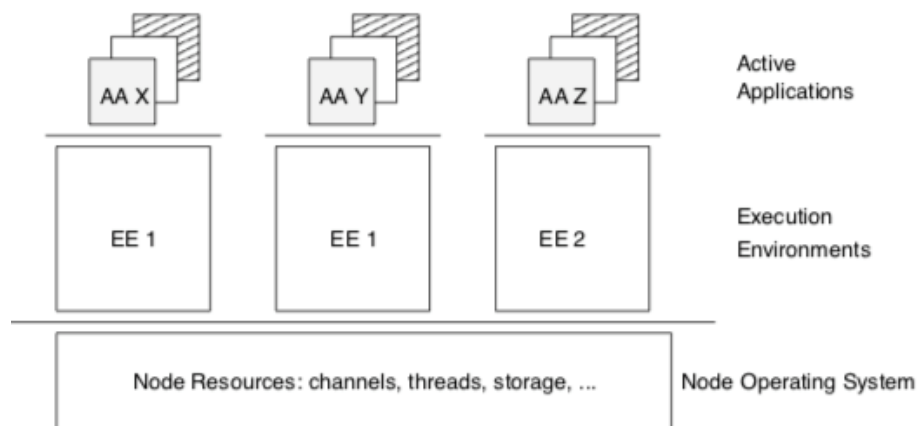 AA X
AA Y
AA Z
Active
Applications
EE 1
EE 1
EE 2
Execution
Environments
Node Resources: channels, threads, storage, ...
Node Operating System